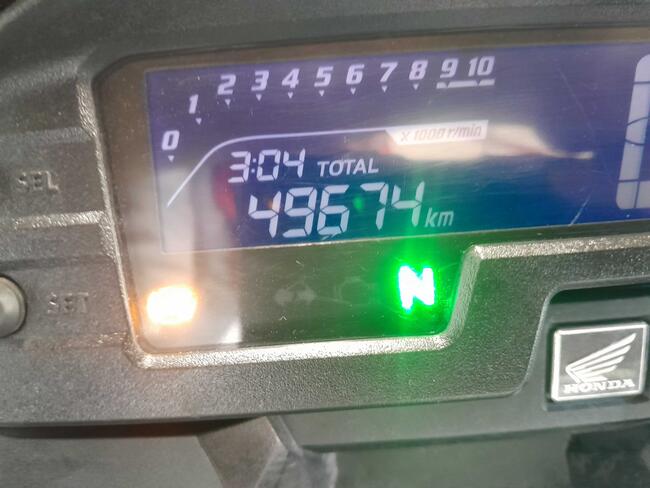 0 1 2 3 4 5 6 7 8 9 10
X 1000 r/min
3:04 TOTAL
49674 km
SEL
SET
N
HONDA